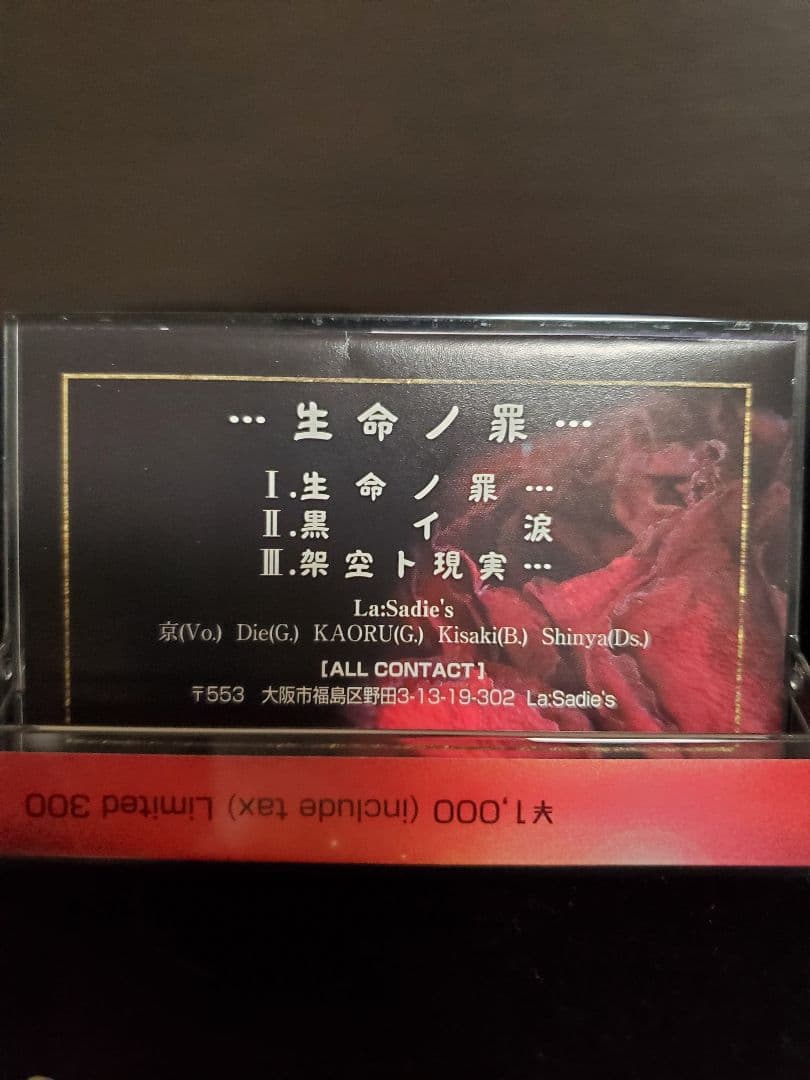 …生命ノ罪…
Ⅰ.生命ノ罪…
Ⅱ.黒イ涙
Ⅲ.架空ト現実…
La:Sadie's
京(Vo.) Die(G.) KAORU(G.) Kisaki(B.) Shinya(Ds.)
[ALL CONTACT]
〒553 大阪市福島区野田3-13-19-302 La:Sadie's
¥1,000 (include tax) Limited 300